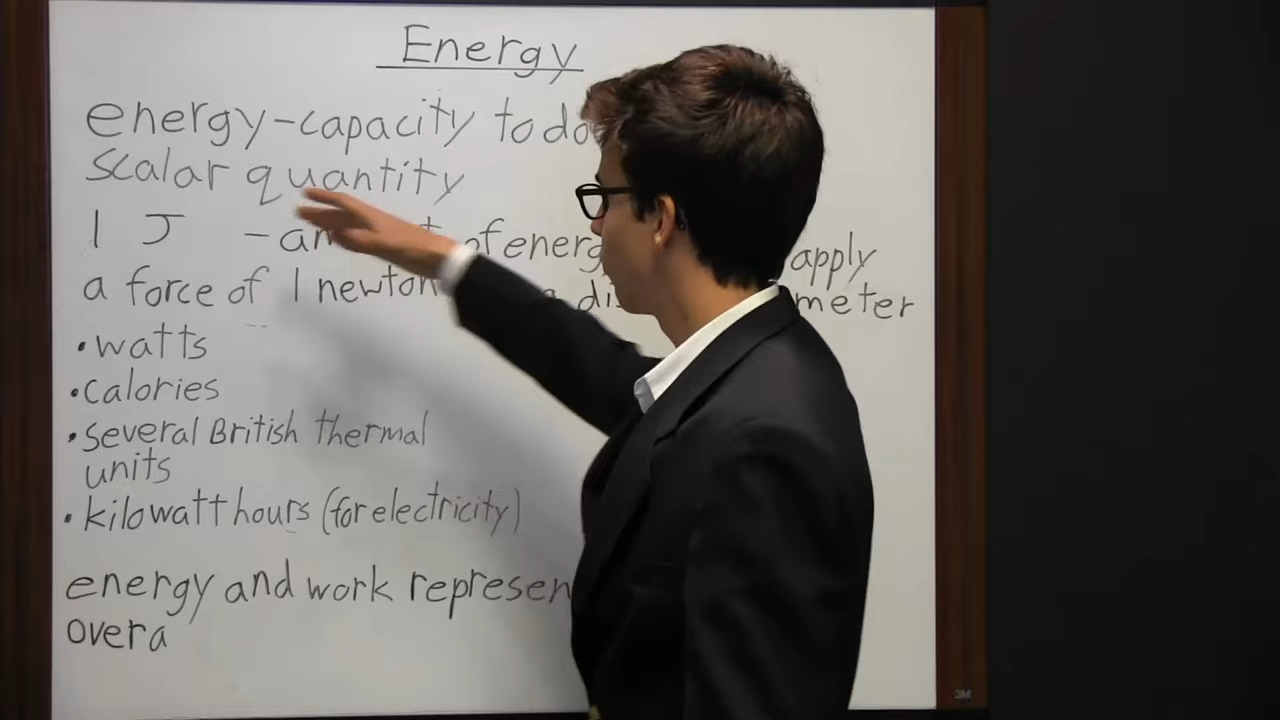 Energy
energy-capacity to do
scalar quantity
1 J - of energ apply
a force of 1 newton meter
• watts
• calories
• several British thermal
units
• kilowatt hours (for electricity)
energy and work represen
over a
3M